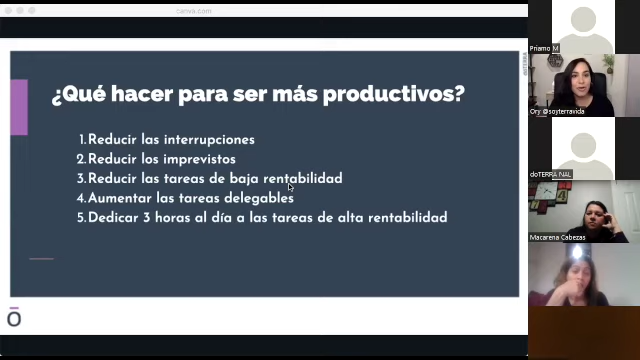 canva.com
¿Qué hacer para ser más productivos?
1. Reducir las interrupciones
2. Reducir los imprevistos
3. Reducir las tareas de baja rentabilidad
4. Aumentar las tareas delegables
5. Dedicar 3 horas al día a las tareas de alta rentabilidad
doTERRA
Priamo M
Ory @soyterravida
doTERRA NAL
Macarena Cabezas